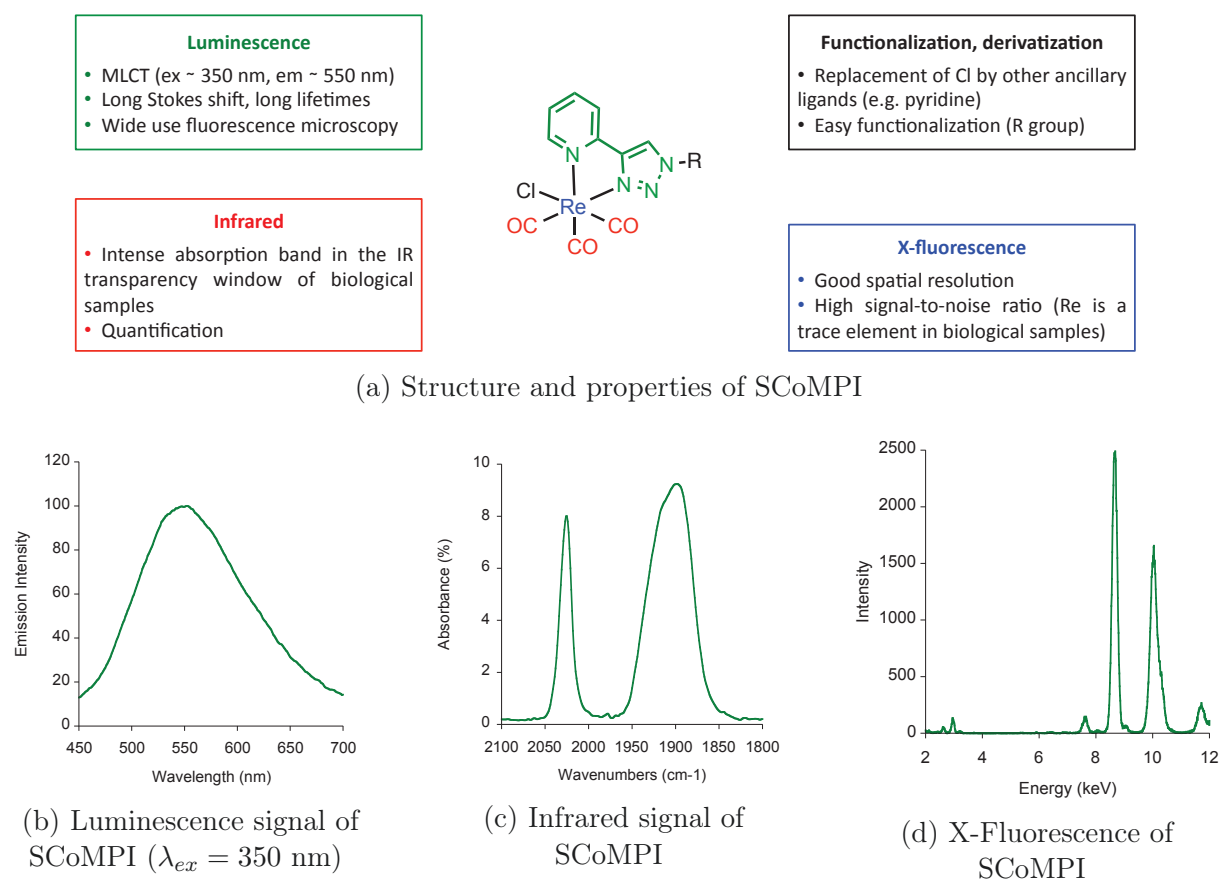 Luminescence
• MLCT (ex ~ 350 nm, em ~ 550 nm)
• Long Stokes shift, long lifetimes
• Wide use fluorescence microscopy
Functionalization, derivatization
• Replacement of Cl by other ancillary
ligands (e.g. pyridine)
• Easy functionalization (R group)
N
N
N
N
R
Cl
Re
OC
CO
CO
Infrared
• Intense absorption band in the IR
transparency window of biological
samples
• Quantification
X-fluorescence
• Good spatial resolution
• High signal-to-noise ratio (Re is a
trace element in biological samples)
(a) Structure and properties of SCoMPI
120
100
80
60
40
20
0
Emission Intensity
450 500 550 600 650 700
Wavelength (nm)
(b) Luminescence signal of
SCoMPI (λex = 350 nm)
10
8
6
4
2
0
Absorbance (%)
2100 2050 2000 1950 1900 1850 1800
Wavenumbers (cm-1)
(c) Infrared signal of
SCoMPI
2500
2000
1500
1000
500
0
Intensity
2 4 6 8 10 12
Energy (keV)
(d) X-Fluorescence of
SCoMPI